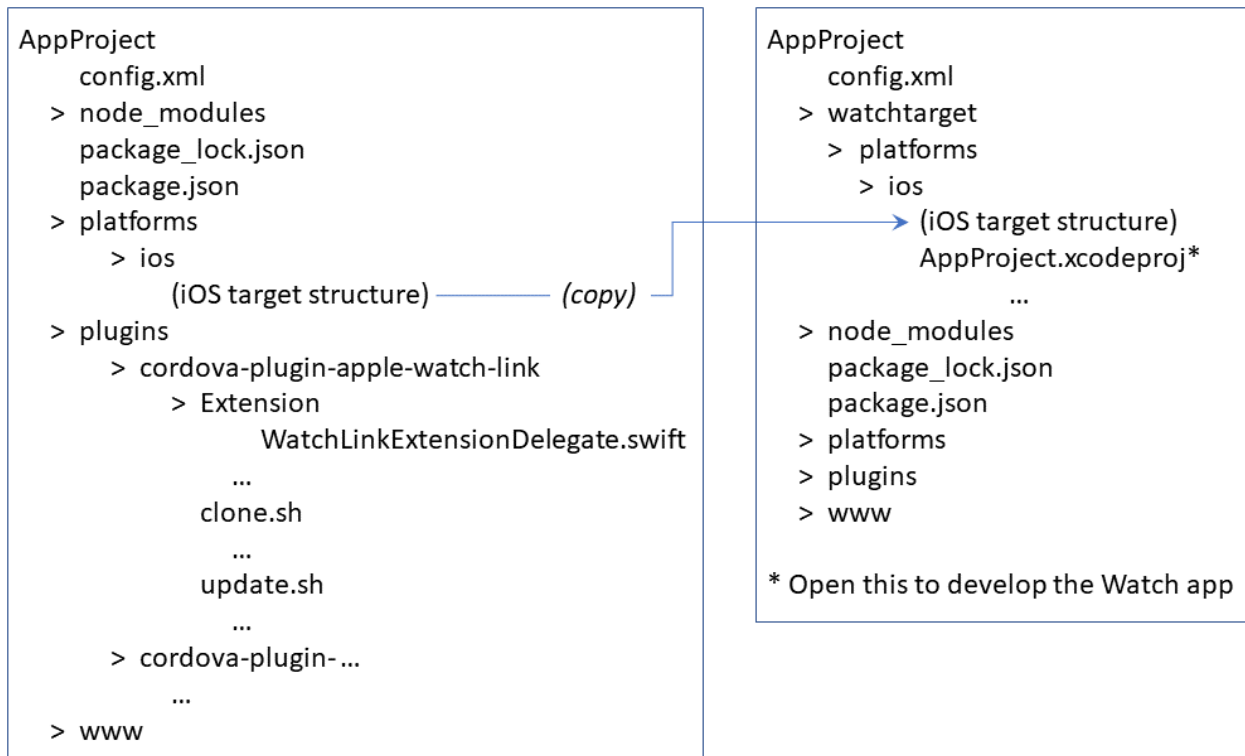 AppProject
config.xml
> node_modules
package_lock.json
package.json
> platforms
> ios
(iOS target structure)
(copy)
> plugins
> cordova-plugin-apple-watch-link
> Extension
WatchLinkExtensionDelegate.swift
...
clone.sh
...
update.sh
...
> cordova-plugin- ...
...
> www
AppProject
config.xml
> watchtarget
> platforms
> ios
(iOS target structure)
AppProject.xcodeproj*
...
> node_modules
package_lock.json
package.json
> platforms
> plugins
> www
* Open this to develop the Watch app